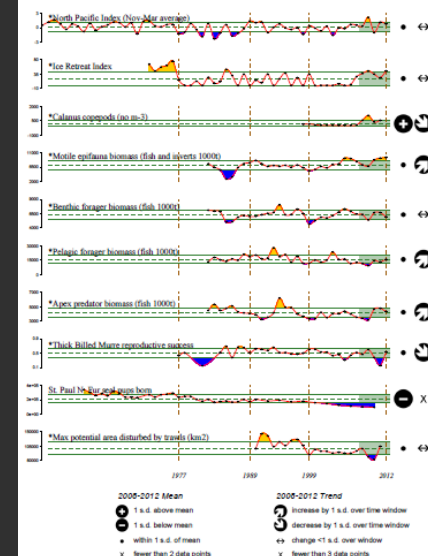 *North Pacific Index (Nov-Mar average)
*Ice Retreat Index
*Calanus copepods (no m-3)
*Motile epifauna biomass (fish and inverts 1000t)
*Benthic forager biomass (fish 1000t)
*Pelagic forager biomass (fish 1000t)
*Apex predator biomass (fish 1000t)
*Thick Billed Murre reproductive success
St. Paul N. Fur seal pups born
*Max potential area disturbed by trawls (km2)
1977 1989 1999 2012
2008-2012 Mean 2008-2012 Trend
1 s.d. above mean increase by 1 s.d. over time window
1 s.d. below mean decrease by 1 s.d. over time window
within 1 s.d. of mean change <1 s.d. over window
x fewer than 2 data points x fewer than 3 data points